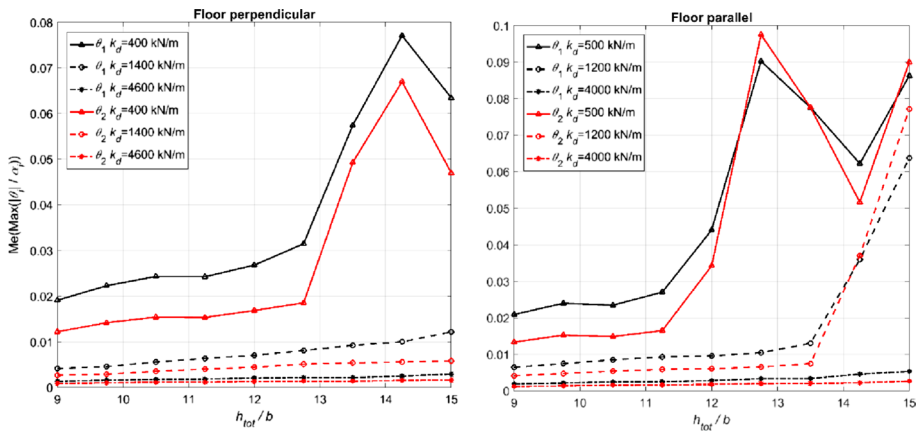 Floor perpendicular
θ1 kd=400 kN/m
θ1 kd=1400 kN/m
θ1 kd=4600 kN/m
θ2 kd=400 kN/m
θ2 kd=1400 kN/m
θ2 kd=4600 kN/m
Me(Max(|θi| / αi))
0.08
0.07
0.06
0.05
0.04
0.03
0.02
0.01
0
9 10 11 12 13 14 15
htot / b
Floor parallel
θ1 kd=500 kN/m
θ1 kd=1200 kN/m
θ1 kd=4000 kN/m
θ2 kd=500 kN/m
θ2 kd=1200 kN/m
θ2 kd=4000 kN/m
0.1
0.09
0.08
0.07
0.06
0.05
0.04
0.03
0.02
0.01
0
9 10 11 12 13 14 15
htot / b